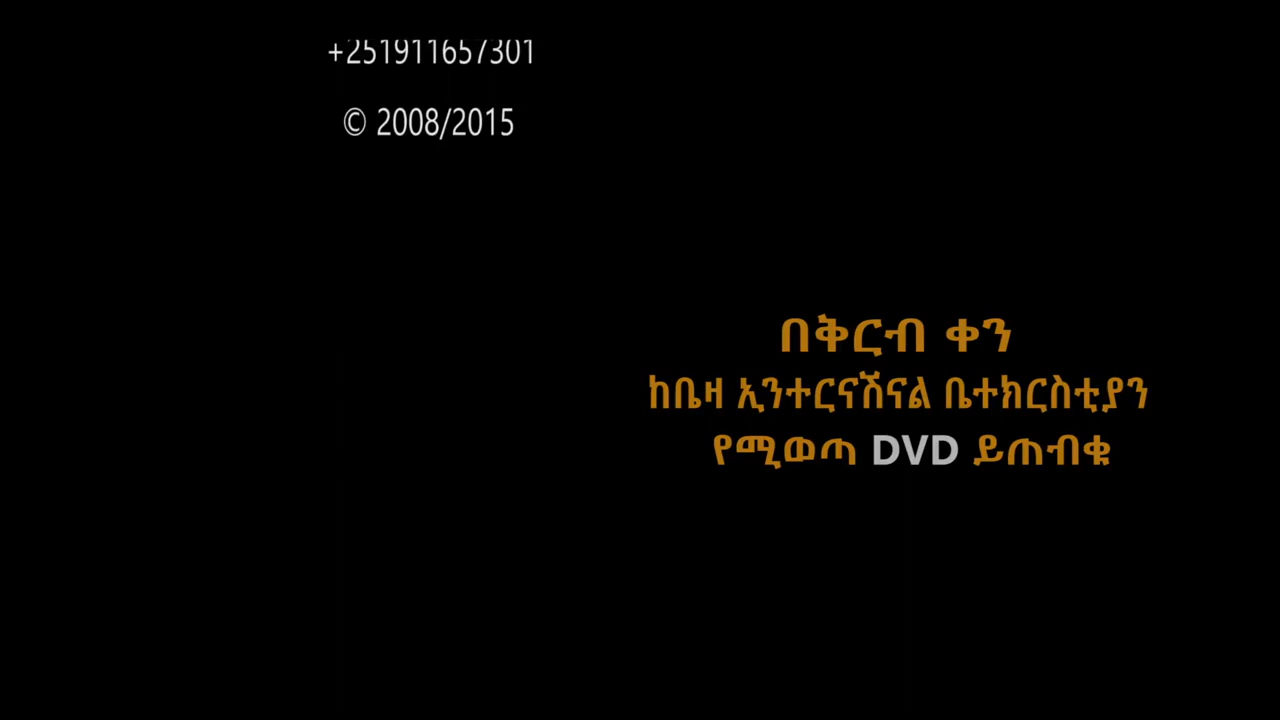 +251911657301
© 2008/2015
በቅርብ ቀን
ከቤዛ ኢንተርናሽናል ቤተክርስቲያን
የሚወጣ DVD ይጠብቁ